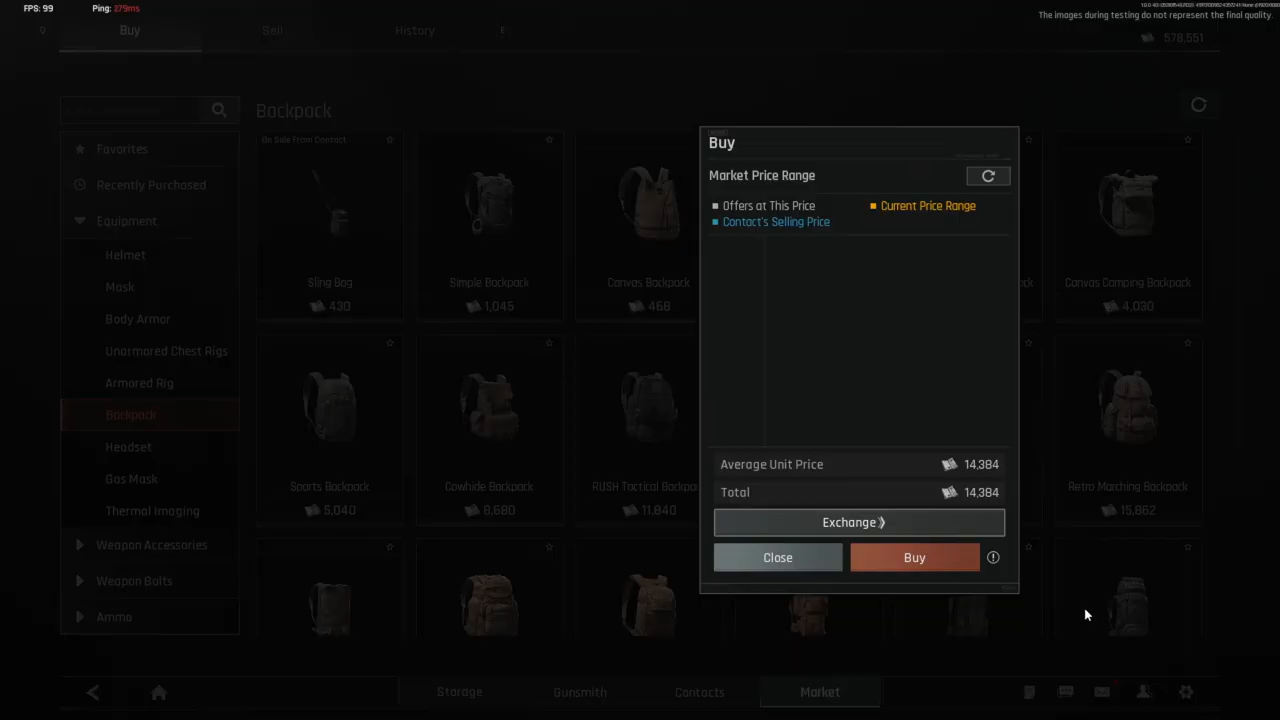 FPS: 99
Ping: 279ms
The images during testing do not represent the final quality.
Q
Buy
Sell
History
E
578,551
Backpack
Favorites
Recently Purchased
Equipment
Helmet
Mask
Body Armor
Unarmored Chest Rigs
Armored Rig
Backpack
Headset
Gas Mask
Thermal Imaging
Weapon Accessories
Weapon Bolts
Ammo
On Sale From Contact
Sling Bag
430
Simple Backpack
1,045
Canvas Backpack
468
Canvas Camping Backpack
4,030
Sports Backpack
5,040
Cowhide Backpack
8,680
RUSH Tactical Backpa
11,840
Retro Marching Backpack
15,862
Buy
Market Price Range
Offers at This Price
Current Price Range
Contact's Selling Price
Average Unit Price
14,384
Total
14,384
Exchange
Close
Buy
Storage
Gunsmith
Contacts
Market